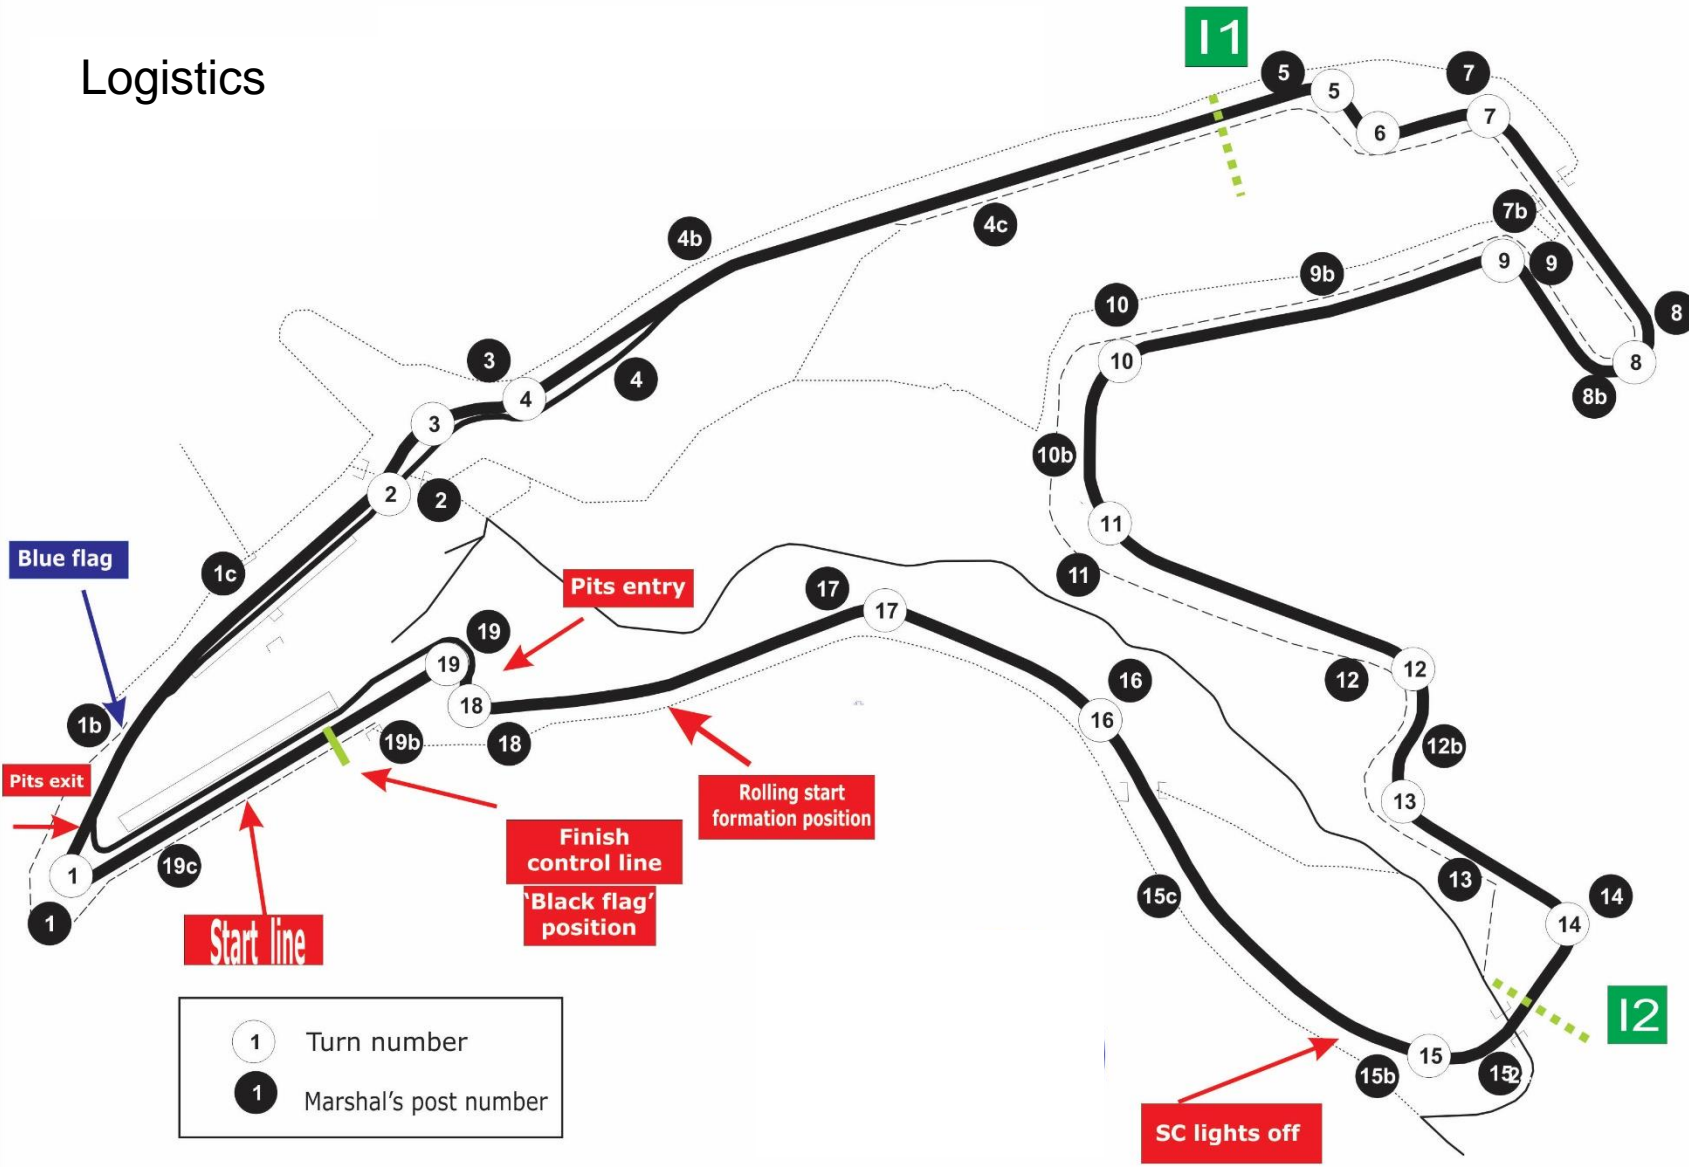 Logistics
I1
5
5
7
7
6
4b
4c
7b
9
9
9b
10
8
8
8b
10
3
4
4
3
10b
2
2
11
11
Blue flag
1c
Pits entry
17
17
19
19
12
12
16
16
18
18
19b
1b
12b
Pits exit
Rolling start
formation position
13
13
Finish
control line
'Black flag'
position
1
1
19c
15c
14
14
Start line
I2
15
15
15b
SC lights off
1 Turn number
1 Marshal's post number